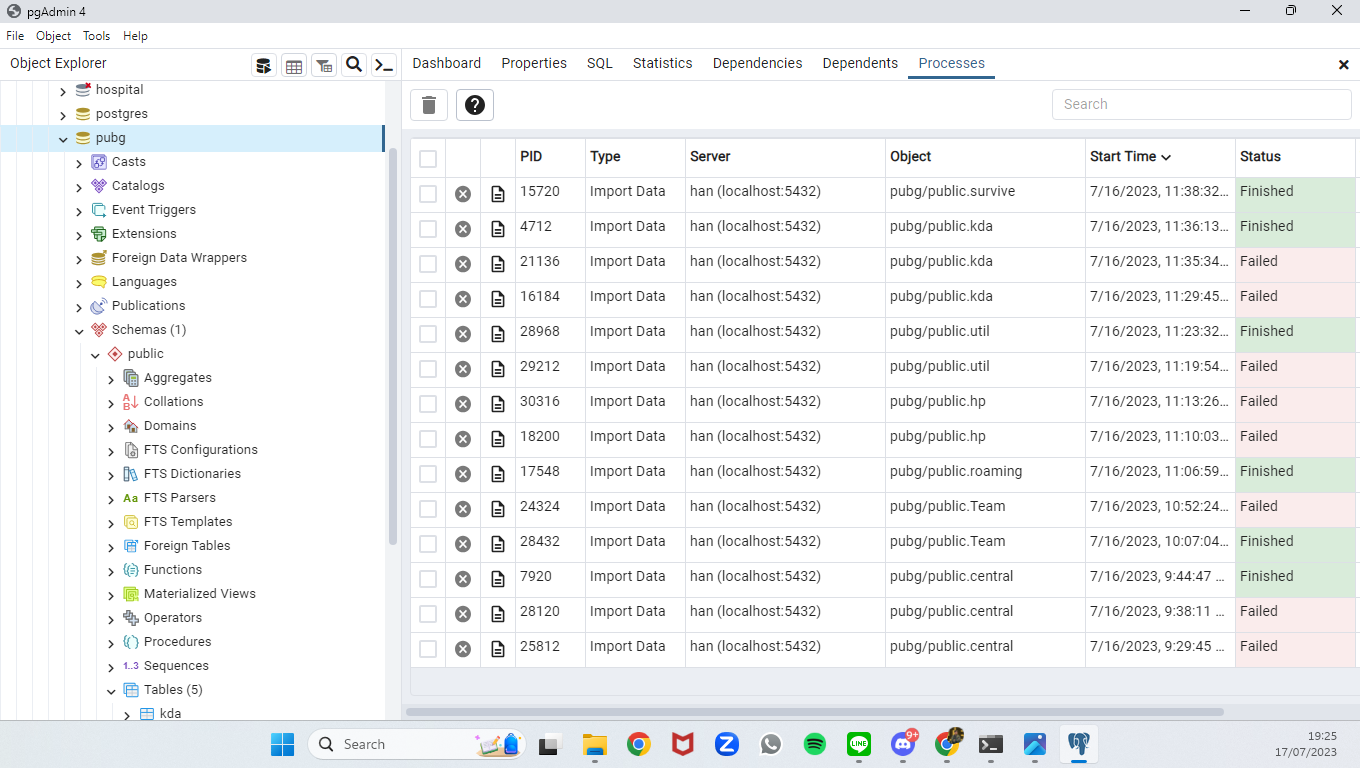 pgAdmin 4
File Object Tools Help
Object Explorer
Dashboard Properties SQL Statistics Dependencies Dependents Processes
hospital
postgres
pubg
Casts
Catalogs
Event Triggers
Extensions
Foreign Data Wrappers
Languages
Publications
Schemas (1)
public
Aggregates
Collations
Domains
FTS Configurations
FTS Dictionaries
Aa FTS Parsers
FTS Templates
Foreign Tables
Functions
Materialized Views
Operators
Procedures
1..3 Sequences
Tables (5)
kda
Search
PID Type Server Object Start Time Status
15720 Import Data han (localhost:5432) pubg/public.survive 7/16/2023, 11:38:32... Finished
4712 Import Data han (localhost:5432) pubg/public.kda 7/16/2023, 11:36:13... Finished
21136 Import Data han (localhost:5432) pubg/public.kda 7/16/2023, 11:35:34... Failed
16184 Import Data han (localhost:5432) pubg/public.kda 7/16/2023, 11:29:45... Failed
28968 Import Data han (localhost:5432) pubg/public.util 7/16/2023, 11:23:32... Finished
29212 Import Data han (localhost:5432) pubg/public.util 7/16/2023, 11:19:54... Failed
30316 Import Data han (localhost:5432) pubg/public.hp 7/16/2023, 11:13:26... Failed
18200 Import Data han (localhost:5432) pubg/public.hp 7/16/2023, 11:10:03... Failed
17548 Import Data han (localhost:5432) pubg/public.roaming 7/16/2023, 11:06:59... Finished
24324 Import Data han (localhost:5432) pubg/public.Team 7/16/2023, 10:52:24... Failed
28432 Import Data han (localhost:5432) pubg/public.Team 7/16/2023, 10:07:04... Finished
7920 Import Data han (localhost:5432) pubg/public.central 7/16/2023, 9:44:47 ... Finished
28120 Import Data han (localhost:5432) pubg/public.central 7/16/2023, 9:38:11 ... Failed
25812 Import Data han (localhost:5432) pubg/public.central 7/16/2023, 9:29:45 ... Failed
Search
LINE
9+
19:25
17/07/2023